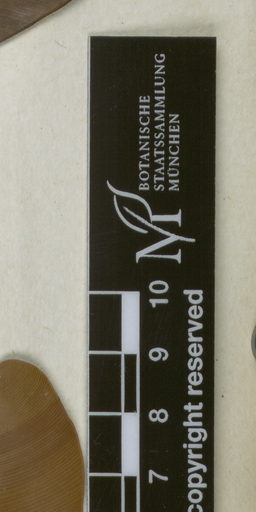 BOTANISCHE
STAATSSAMMLUNG
MÜNCHEN
7 8 9 10
copyright reserved